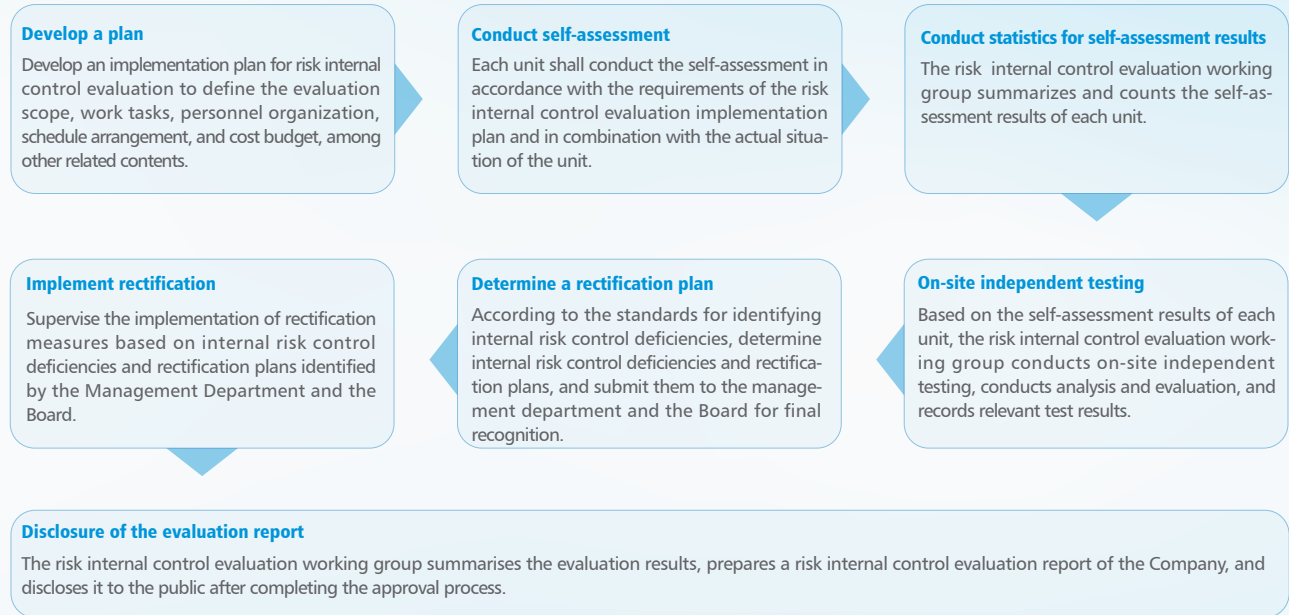 Develop a plan
Develop an implementation plan for risk internal
control evaluation to define the evaluation
scope, work tasks, personnel organization,
schedule arrangement, and cost budget, among
other related contents.
Conduct self-assessment
Each unit shall conduct the self-assessment in
accordance with the requirements of the risk
internal control evaluation implementation
plan and in combination with the actual situa-
tion of the unit.
Conduct statistics for self-assessment results
The risk internal control evaluation working
group summarizes and counts the self-as-
sessment results of each unit.
On-site independent testing
Based on the self-assessment results of each
unit, the risk internal control evaluation work-
ing group conducts on-site independent
testing, conducts analysis and evaluation, and
records relevant test results.
Determine a rectification plan
According to the standards for identifying
internal risk control deficiencies, determine
internal risk control deficiencies and rectifica-
tion plans, and submit them to the manage-
ment department and the Board for final
recognition.
Implement rectification
Supervise the implementation of rectification
measures based on internal risk control
deficiencies and rectification plans identified
by the Management Department and the
Board.
Disclosure of the evaluation report
The risk internal control evaluation working group summarises the evaluation results, prepares a risk internal control evaluation report of the Company, and
discloses it to the public after completing the approval process.